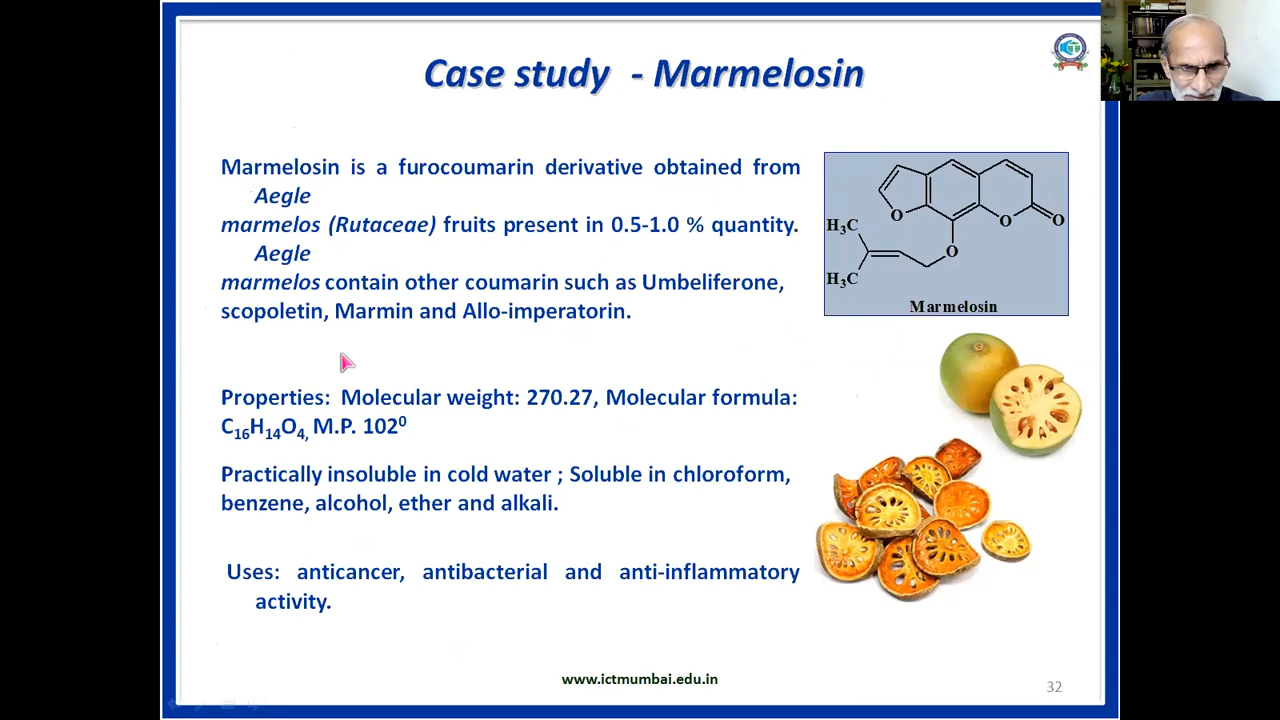 Case study - Marmelosin
Marmelosin is a furocoumarin derivative obtained from
Aegle
marmelos (Rutaceae) fruits present in 0.5-1.0 % quantity.
Aegle
marmelos contain other coumarin such as Umbeliferone,
scopoletin, Marmin and Allo-imperatorin.
O
O
O
H₃C
O
H₃C
Marmelosin
Properties: Molecular weight: 270.27, Molecular formula:
C₁₆H₁₄O₄, M.P. 102⁰
Practically insoluble in cold water ; Soluble in chloroform,
benzene, alcohol, ether and alkali.
Uses: anticancer, antibacterial and anti-inflammatory
activity.
www.ictmumbai.edu.in
32